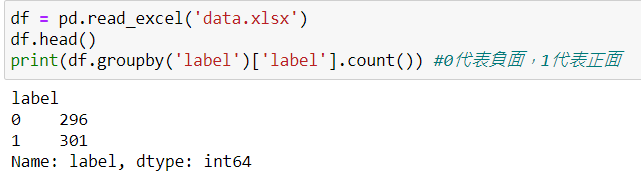 df = pd.read_excel('data.xlsx')
df.head()
print(df.groupby('label')['label'].count()) #0代表負面，1代表正面
label
0    296
1    301
Name: label, dtype: int64